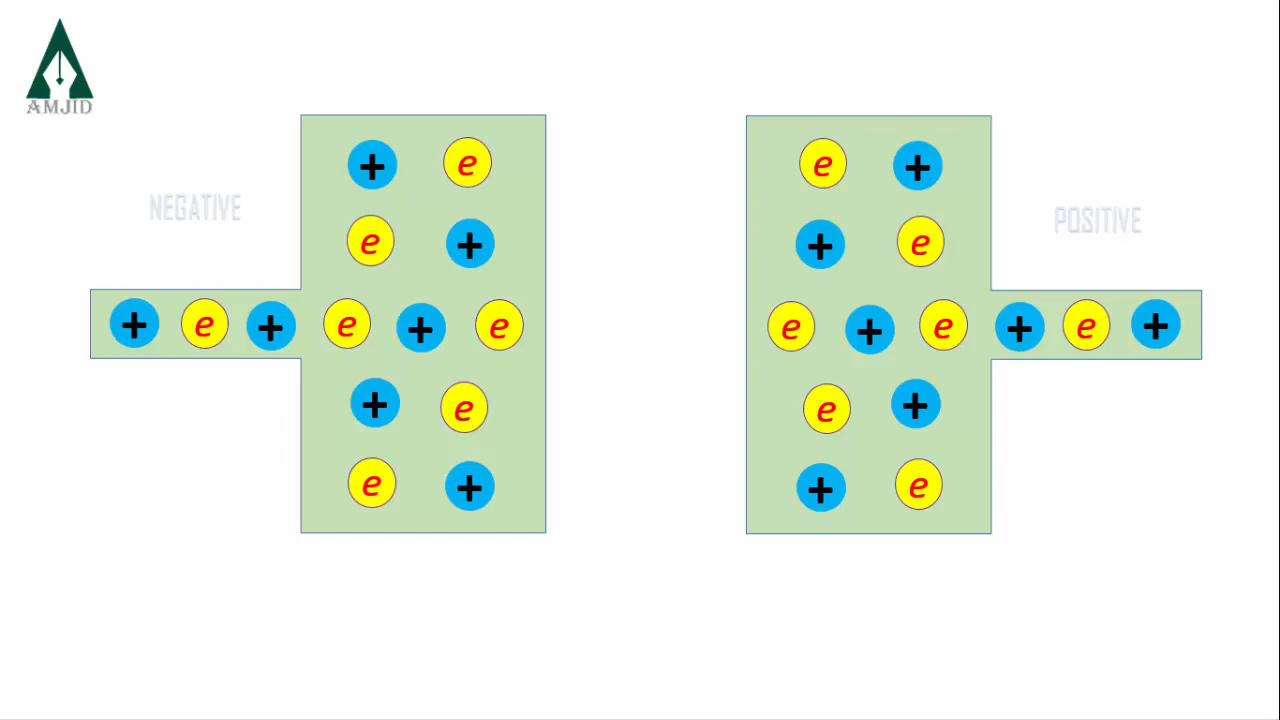 AMJID
NEGATIVE
POSITIVE
+ e
e +
+ e + e + e
+ e
e +
e +
+ e
e + e + e +
e +
+ e